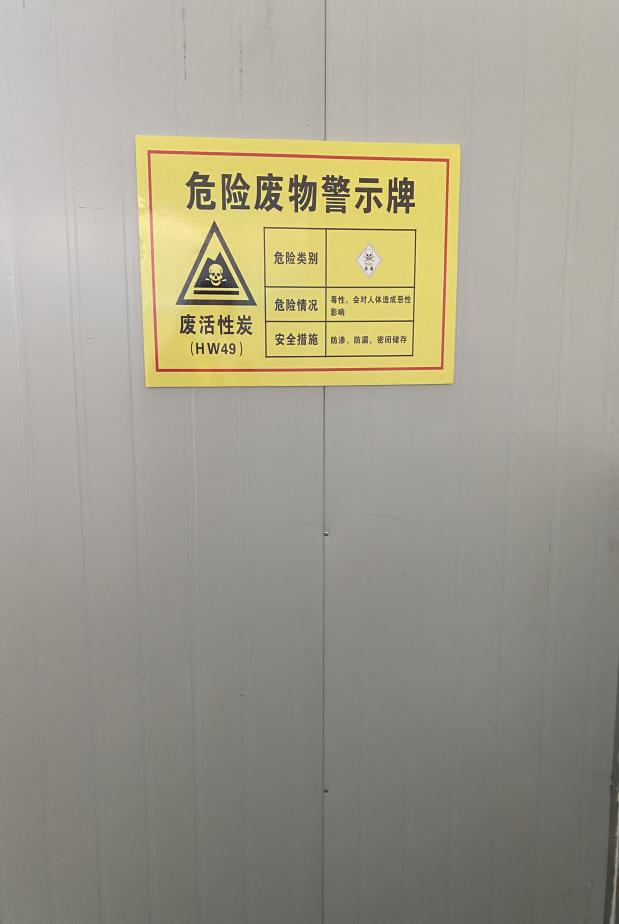 危险废物警示牌
危险类别
废活性炭
(HW49)
危险情况
毒性，会对人体造成恶性
影响
安全措施
防渗、防漏，密闭储存